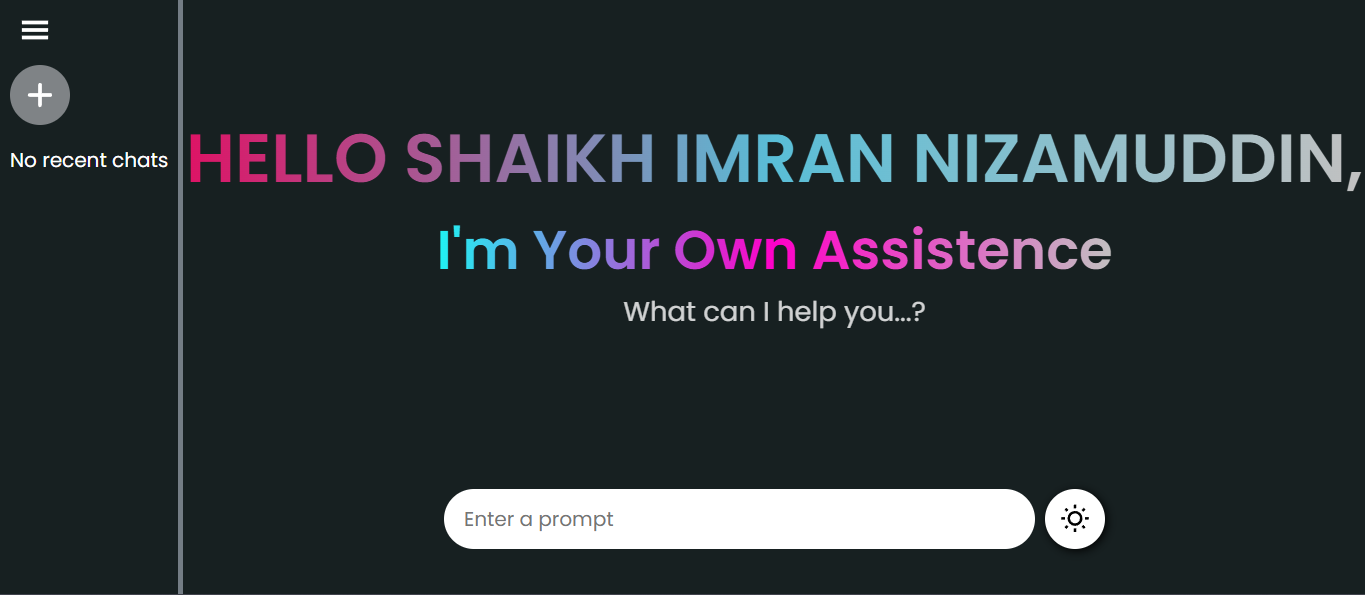 No recent chats
HELLO SHAIKH IMRAN NIZAMUDDIN,
I'm Your Own Assistence
What can I help you...?
Enter a prompt